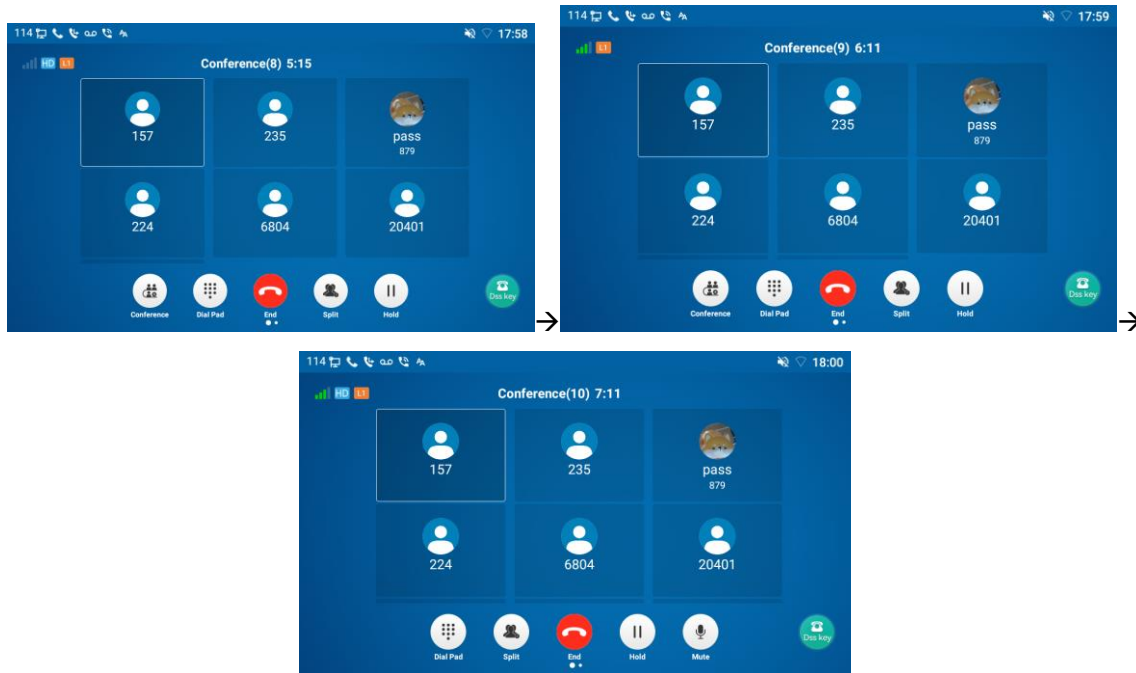 114 17:58
HD L1 Conference(8) 5:15
157 235 pass
879
224 6804 20401
Conference Dial Pad End Split Hold
Dss key
→
114 17:59
L1 Conference(9) 6:11
157 235 pass
879
224 6804 20401
Conference Dial Pad End Split Hold
Dss key
→
114 18:00
HD L1 Conference(10) 7:11
157 235 pass
879
224 6804 20401
Dial Pad Split End Hold Mute
Dss key